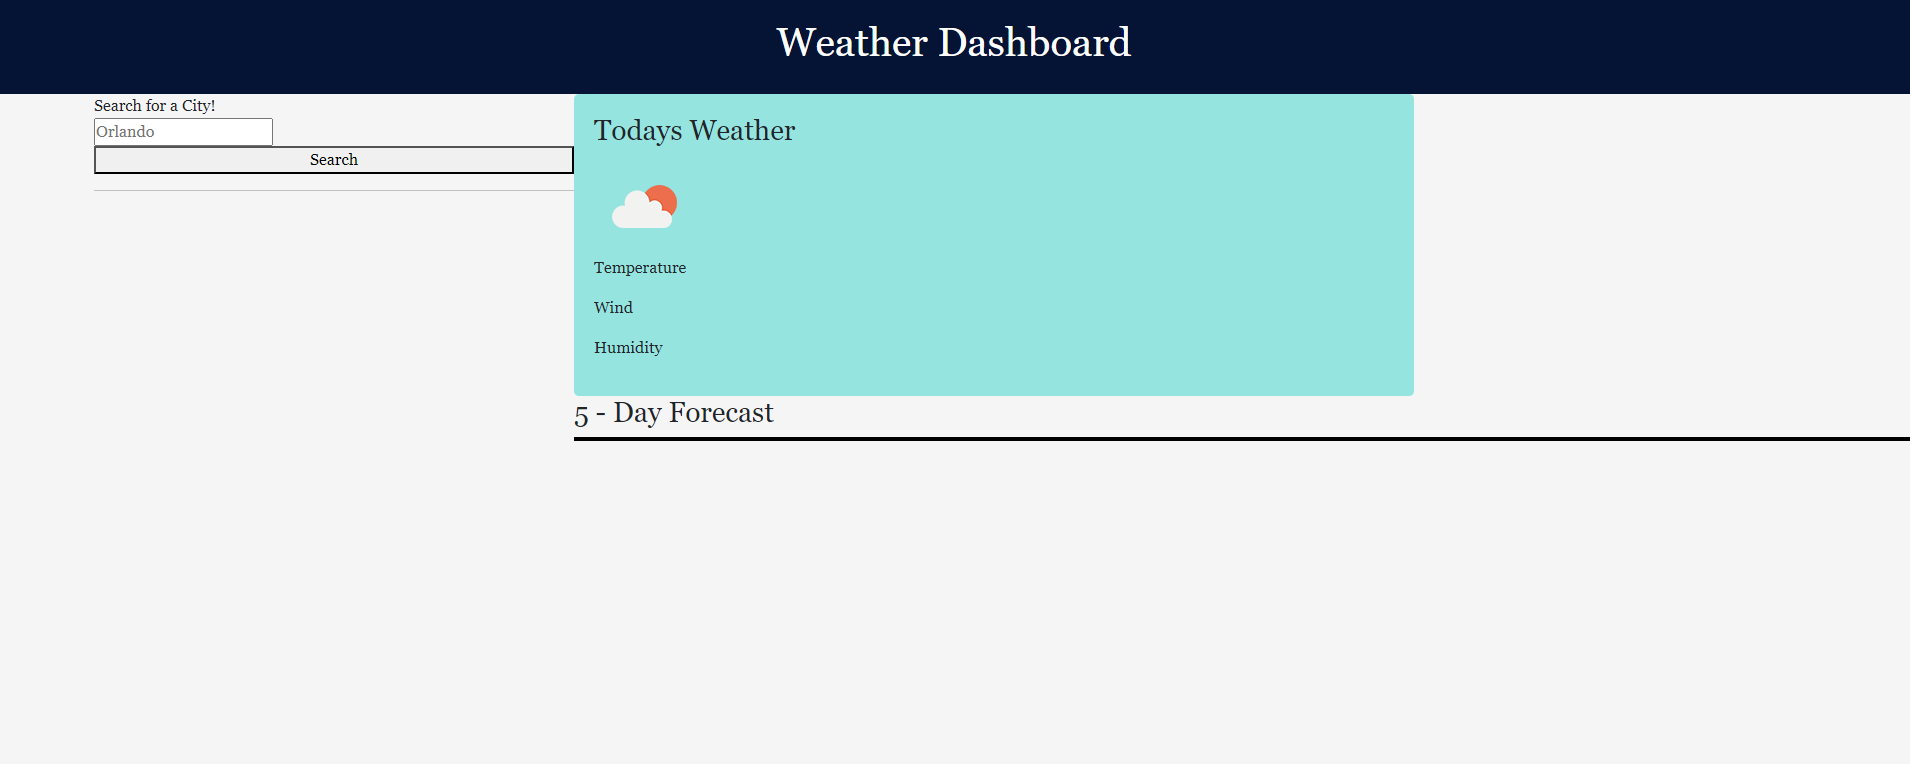 Weather Dashboard
Search for a City!
Orlando
Search
Todays Weather
Temperature
Wind
Humidity
5 - Day Forecast